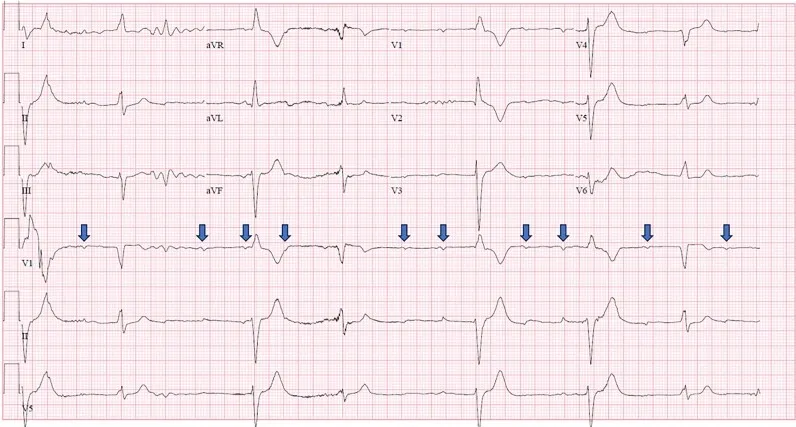 I aVR V1 V4
II aVL V2 V5
III aVF V3 V6
V1
II
V5